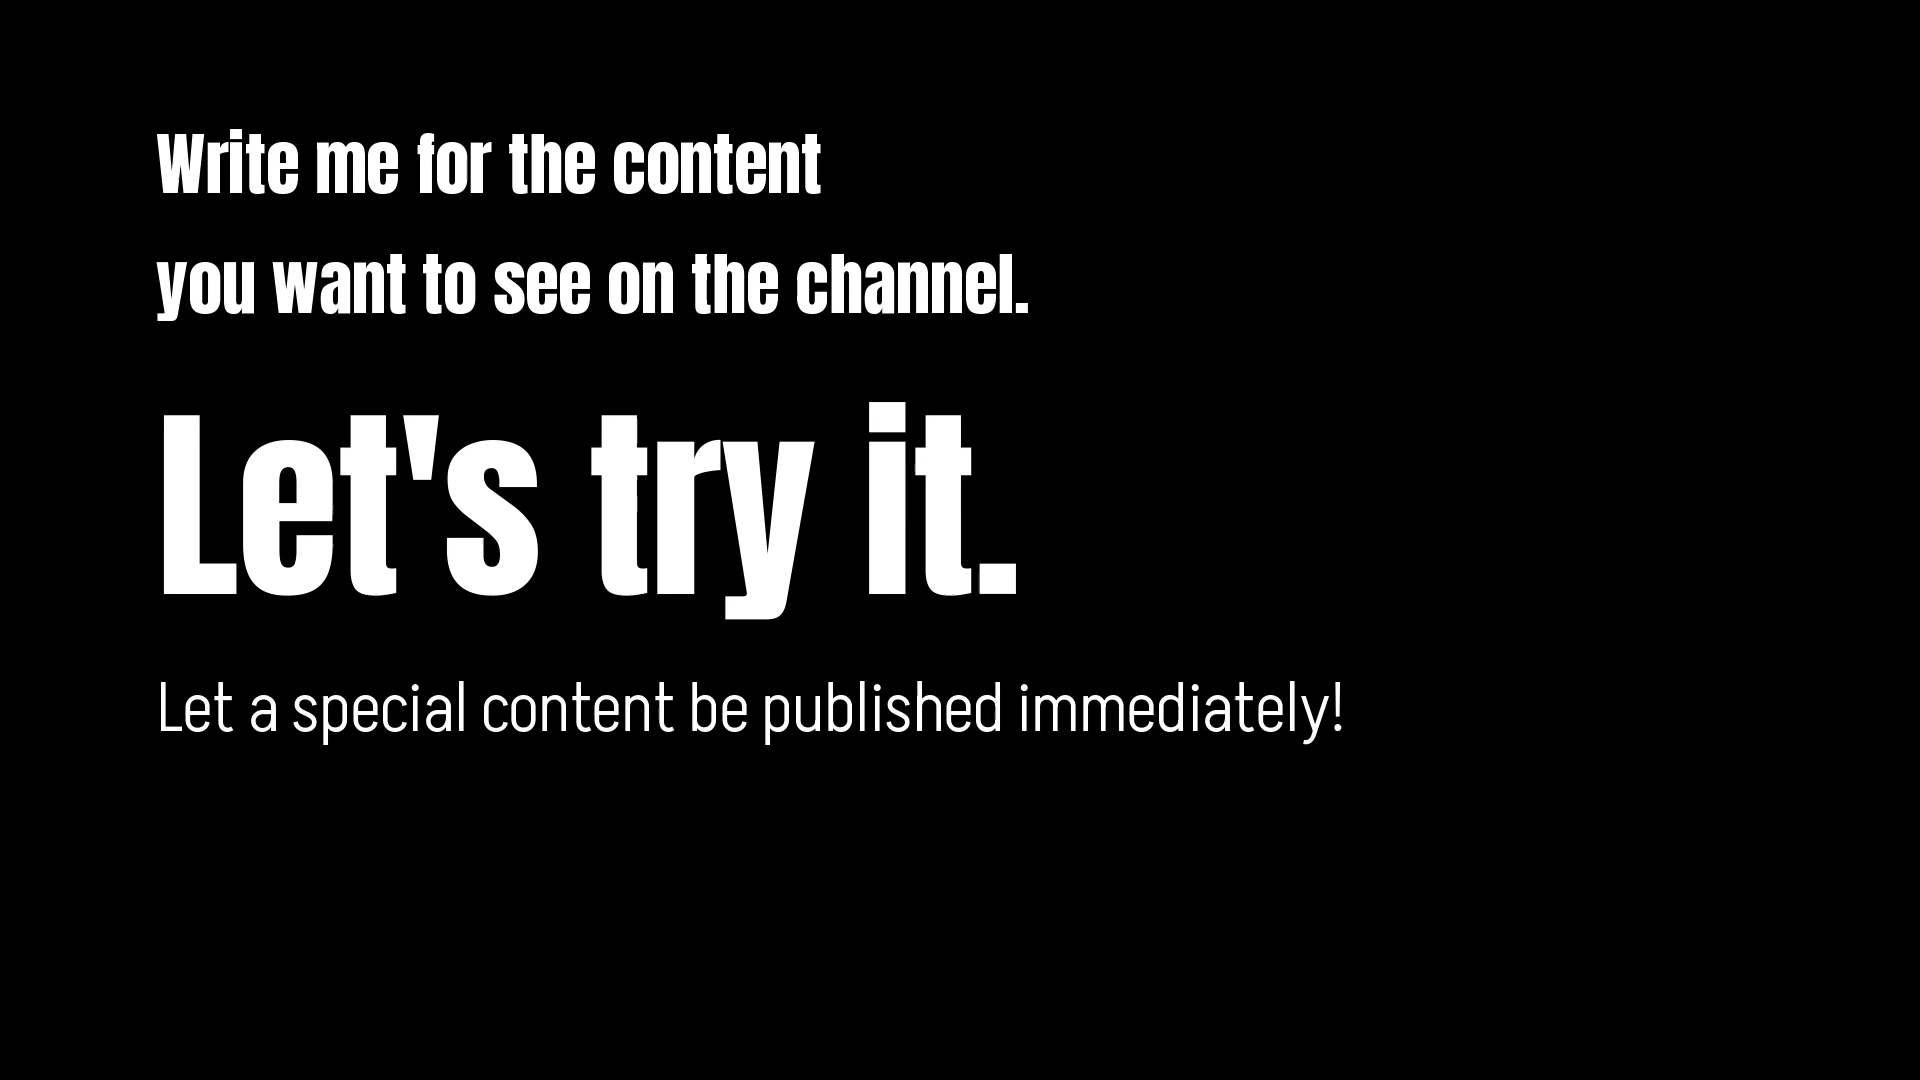 Write me for the content
you want to see on the channel.
Let's try it.
Let a special content be published immediately!